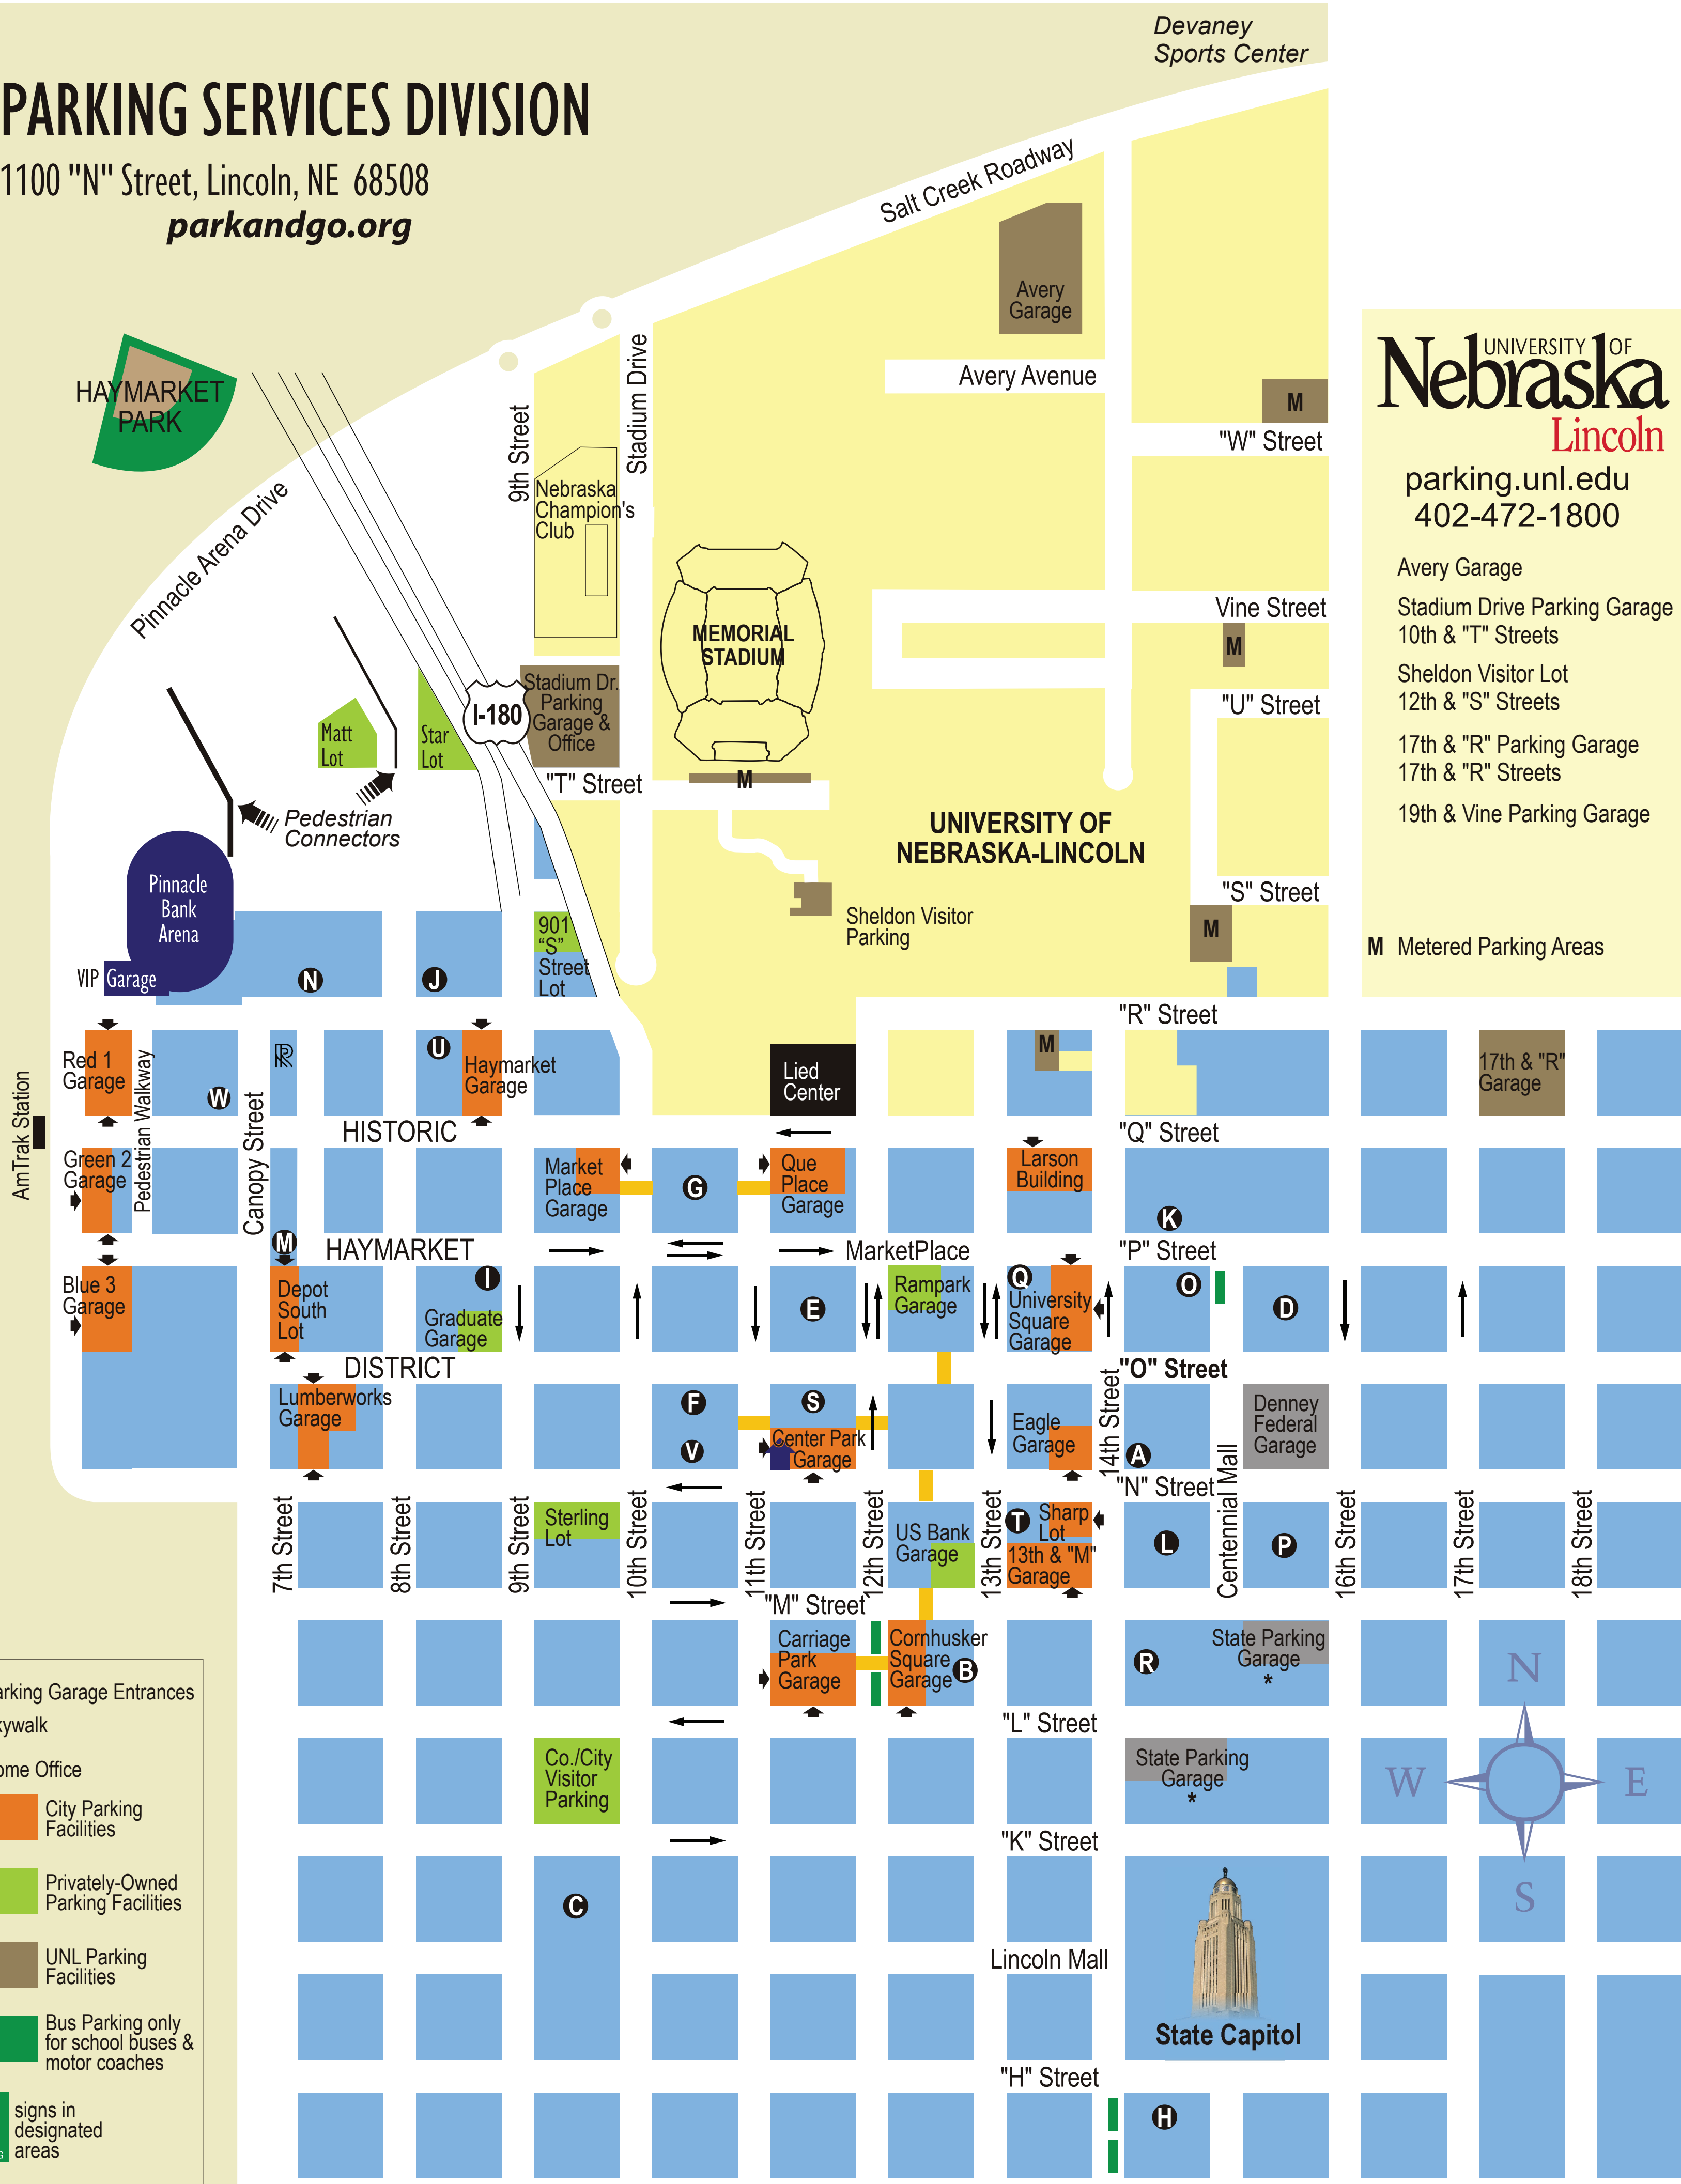 Devaney
Sports Center
PARKING SERVICES DIVISION
1100 "N" Street, Lincoln, NE 68508
parkandgo.org
Salt Creek Roadway
Avery
Garage
Avery Avenue
M
"W" Street
HAYMARKET
PARK
9th Street
Stadium Drive
Nebraska
Champion's
Club
Pinnacle Arena Drive
MEMORIAL
STADIUM
Vine Street
M
"U" Street
Stadium Dr.
Parking
Garage &
Office
I-180
Matt
Lot
Star
Lot
"T" Street
M
Pedestrian
Connectors
UNIVERSITY OF
NEBRASKA-LINCOLN
"S" Street
M
Sheldon Visitor
Parking
Pinnacle
Bank
Arena
VIP Garage
901
“S”
Street
Lot
N
J
UNIVERSITY OF
Nebraska
Lincoln
parking.unl.edu
402-472-1800
Avery Garage
Stadium Drive Parking Garage
10th & "T" Streets
Sheldon Visitor Lot
12th & "S" Streets
17th & "R" Parking Garage
17th & "R" Streets
19th & Vine Parking Garage
M Metered Parking Areas
"R" Street
Red 1
Garage
Pedestrian Walkway
W
Canopy Street
R
U
Haymarket
Garage
Lied
Center
M
17th & "R"
Garage
AmTrak Station
HISTORIC
"Q" Street
Green 2
Garage
Market
Place
Garage
G
Que
Place
Garage
Larson
Building
K
M
HAYMARKET
MarketPlace
"P" Street
Blue 3
Garage
Depot
South
Lot
I
Graduate
Garage
E
Rampark
Garage
Q
University
Square
Garage
O
D
DISTRICT
"O" Street
Lumberworks
Garage
F
V
S
Center Park
Garage
Eagle
Garage
14th Street
A
Denney
Federal
Garage
"N" Street
Centennial Mall
7th Street
8th Street
9th Street
Sterling
Lot
10th Street
11th Street
12th Street
US Bank
Garage
13th Street
T
Sharp
Lot
13th & "M"
Garage
L
P
16th Street
17th Street
18th Street
"M" Street
Carriage
Park
Garage
Cornhusker
Square
Garage
B
R
State Parking
Garage
*
"L" Street
Co./City
Visitor
Parking
State Parking
Garage
*
N
W
E
S
"K" Street
C
Lincoln Mall
State Capitol
"H" Street
H
arking Garage Entrances
kywalk
ome Office
City Parking
Facilities
Privately-Owned
Parking Facilities
UNL Parking
Facilities
Bus Parking only
for school buses &
motor coaches
signs in
designated
areas